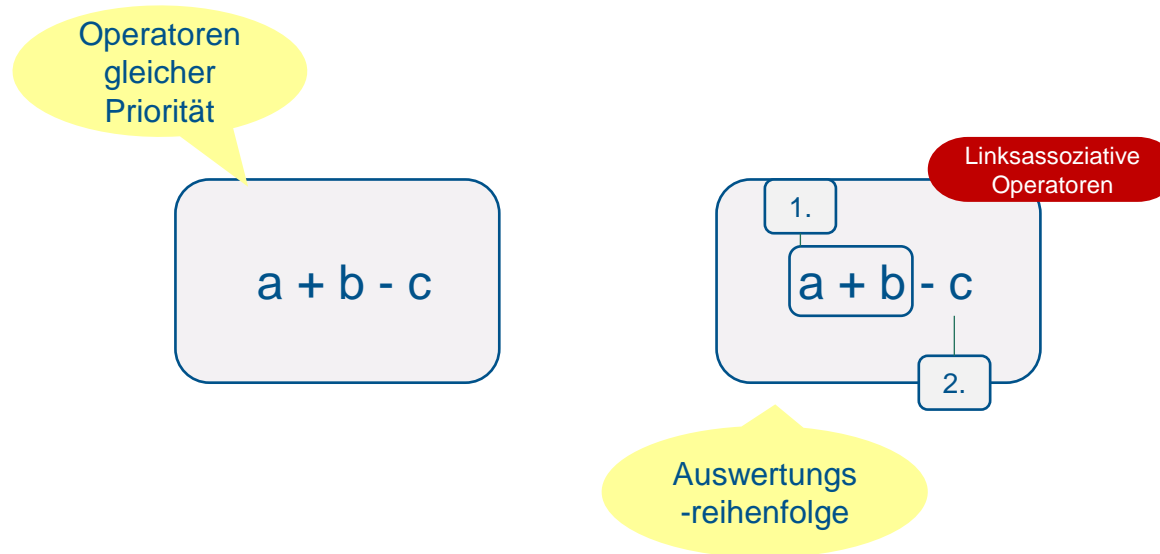 Operatoren
gleicher
Priorität
a + b - c
Linksassoziative
Operatoren
1.
a + b - c
2.
Auswertungs
-reihenfolge